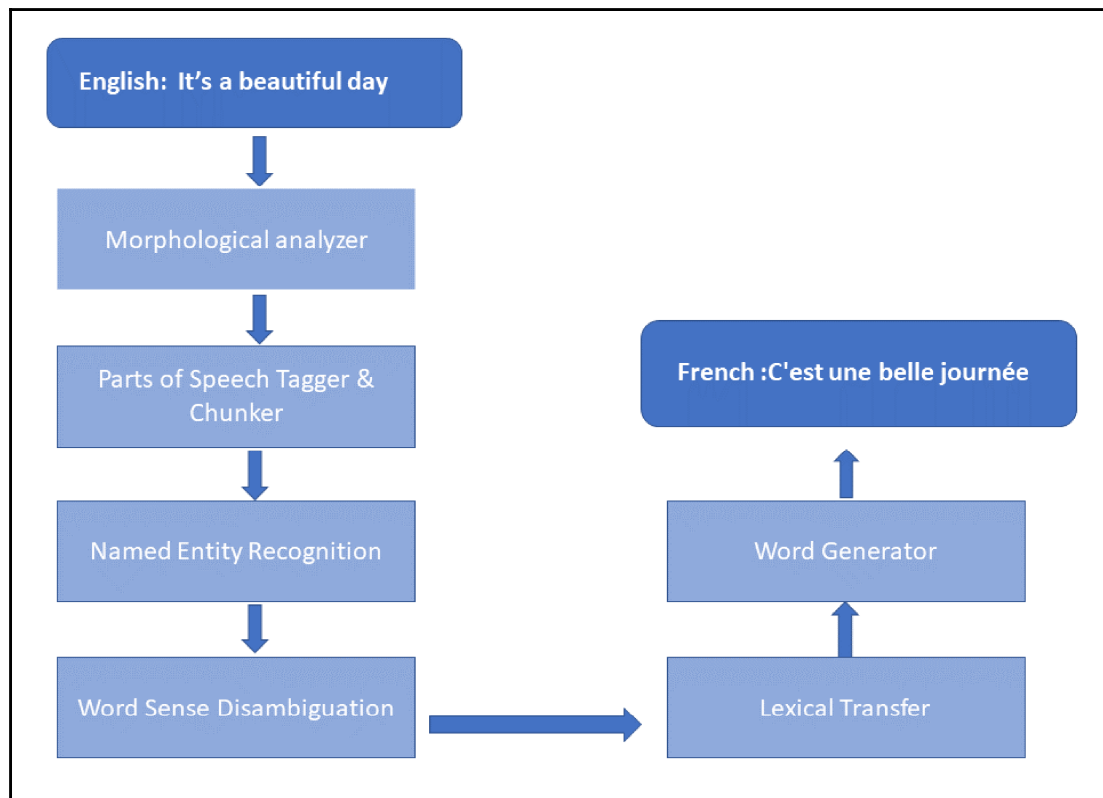 English: It’s a beautiful day
Morphological analyzer
Parts of Speech Tagger &
Chunker
Named Entity Recognition
Word Sense Disambiguation
Lexical Transfer
Word Generator
French :C'est une belle journée